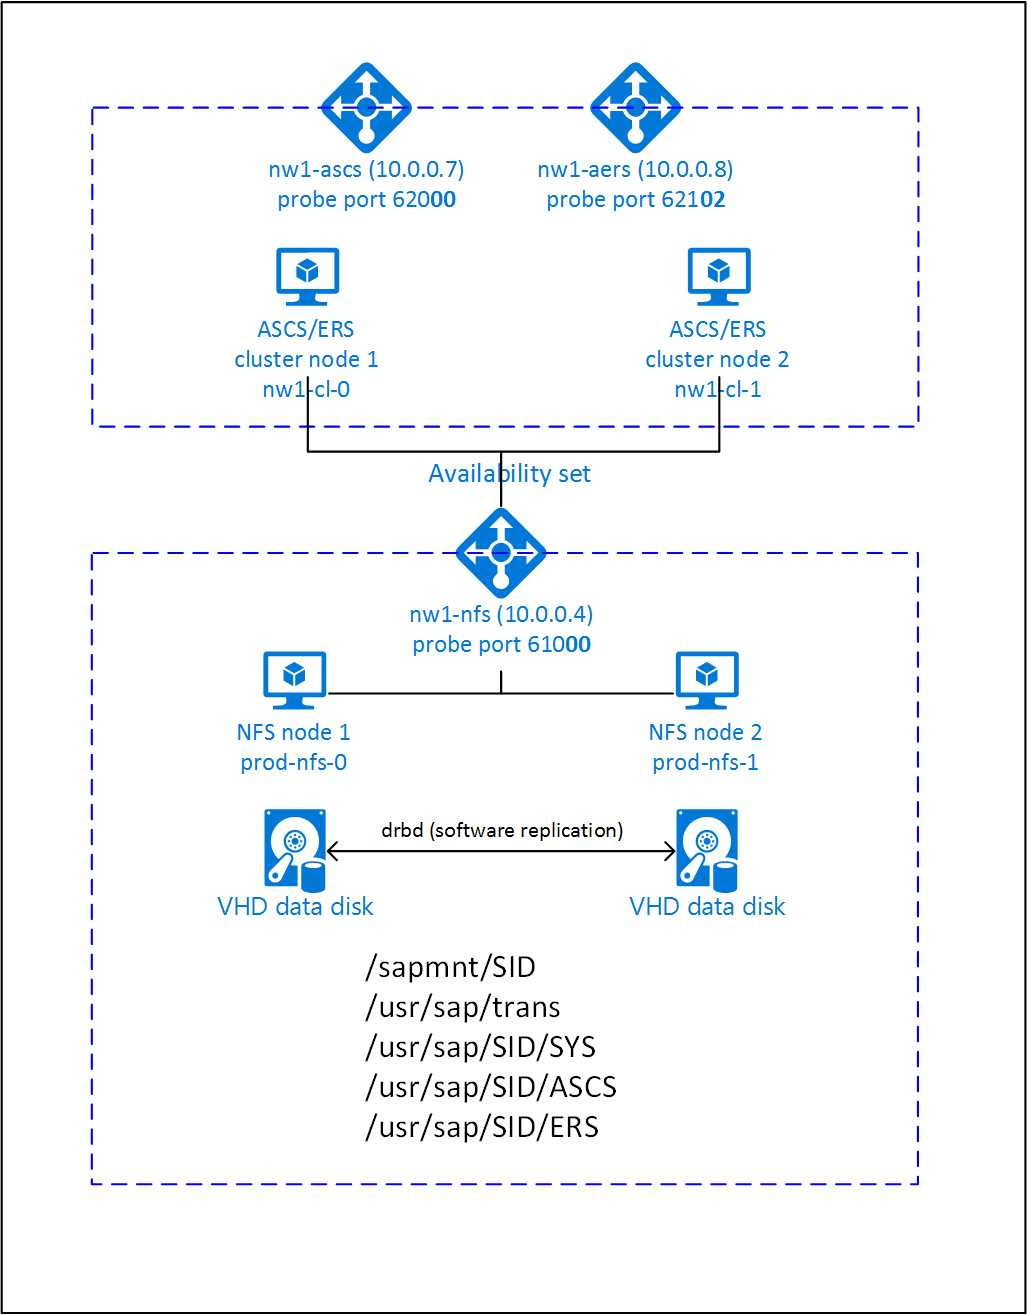 nw1-ascs (10.0.0.7)
probe port 62000
nw1-aers (10.0.0.8)
probe port 62102
ASCS/ERS
cluster node 1
nw1-cl-0
ASCS/ERS
cluster node 2
nw1-cl-1
Availability set
nw1-nfs (10.0.0.4)
probe port 61000
NFS node 1
prod-nfs-0
NFS node 2
prod-nfs-1
drbd (software replication)
VHD data disk
VHD data disk
/sapmnt/SID
/usr/sap/trans
/usr/sap/SID/SYS
/usr/sap/SID/ASCS
/usr/sap/SID/ERS